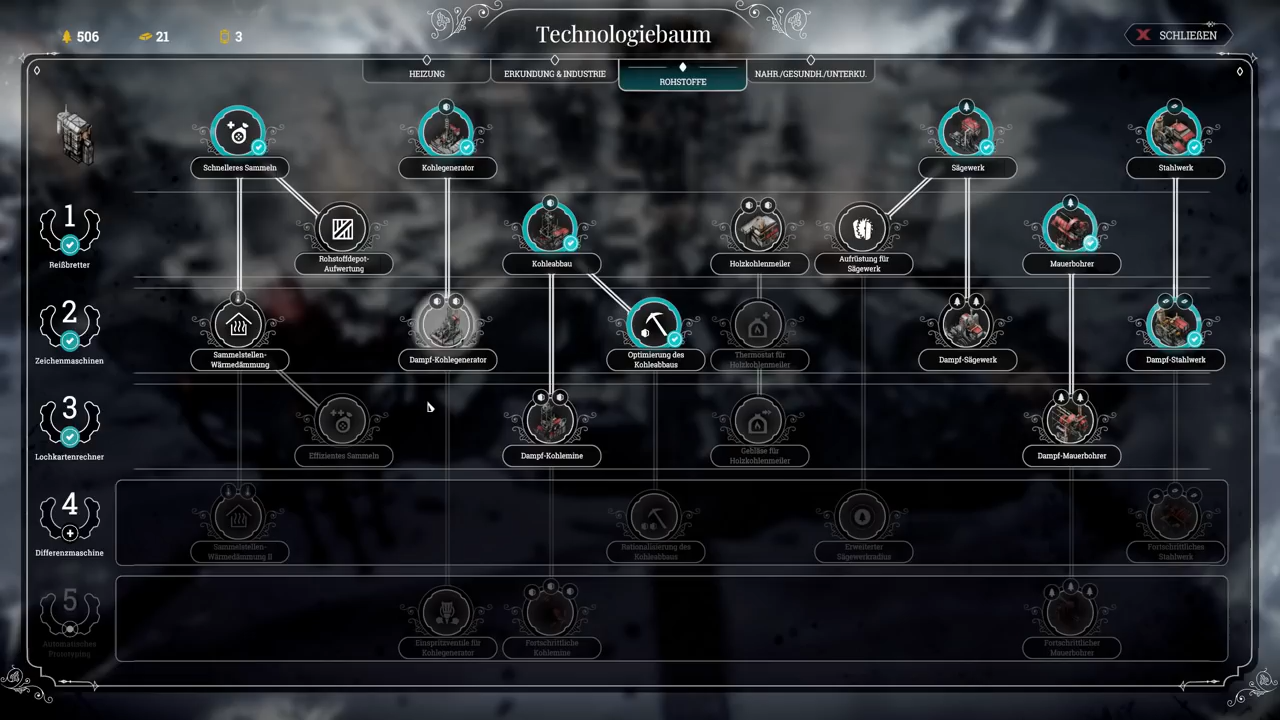 506 21 3
Technologiebaum
SCHLIEßEN
HEIZUNG
ERKUNDUNG & INDUSTRIE
ROHSTOFFE
NAHR./GESUNDH./UNTERKU.
Schnelleres Sammeln
Kohlegenerator
Sägewerk
Stahlwerk
1
Reißbretter
Rohstoffdepot-
Aufwertung
Kohleabbau
Holzkohlenmeiler
Aufrüstung für
Sägewerk
Mauerbohrer
2
Zeichenmaschinen
Sammelstellen-
Wärmedämmung
Dampf-Kohlegenerator
Optimierung des
Kohleabbaus
Thermostat für
Holzkohlenmeiler
Dampf-Sägewerk
Dampf-Stahlwerk
3
Lochkartenrechner
Effizientes Sammeln
Dampf-Kohlemine
Gebläse für
Holzkohlenmeiler
Dampf-Mauerbohrer
4
Differenzmaschine
Sammelstellen-
Wärmedämmung II
Rationalisierung des
Kohleabbaus
Erweiterter
Sägewerkradius
Fortschrittliches
Stahlwerk
5
Automatisches
Prototyping
Einspritzventile für
Kohlegenerator
Fortschrittliche
Kohlemine
Fortschrittlicher
Mauerbohrer